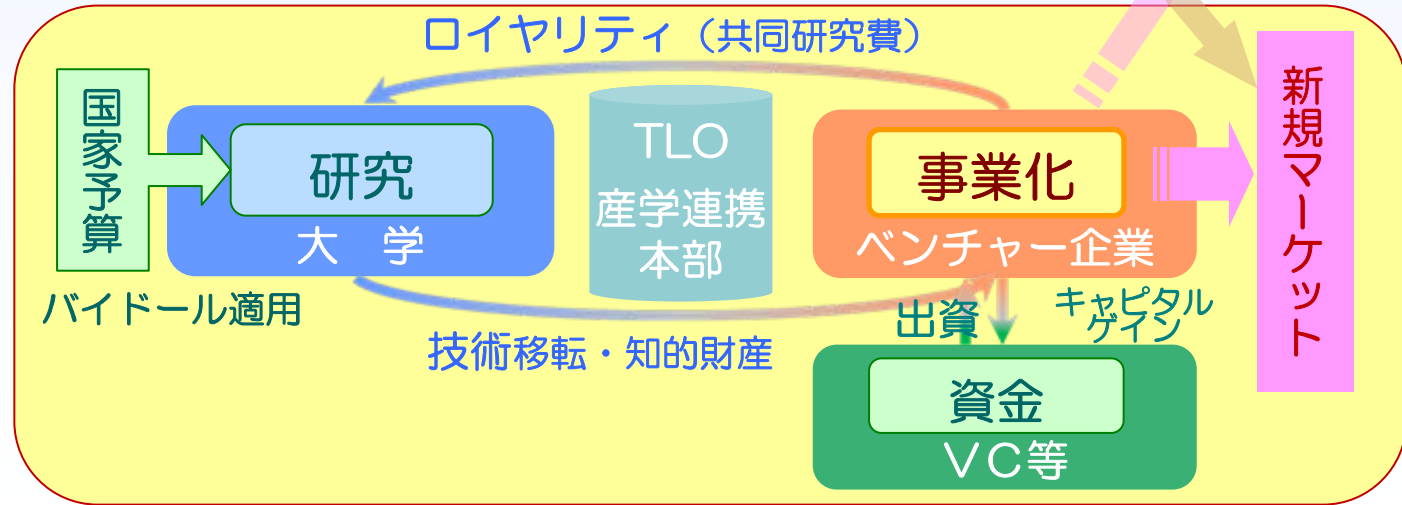 ロイヤリティ（共同研究費）
国家予算
研究
大　学
バイドール適用
TLO
産学連携
本部
事業化
ベンチャー企業
新規マーケット
技術移転・知的財産
出資
キャピタル
ゲイン
資金
ＶＣ等